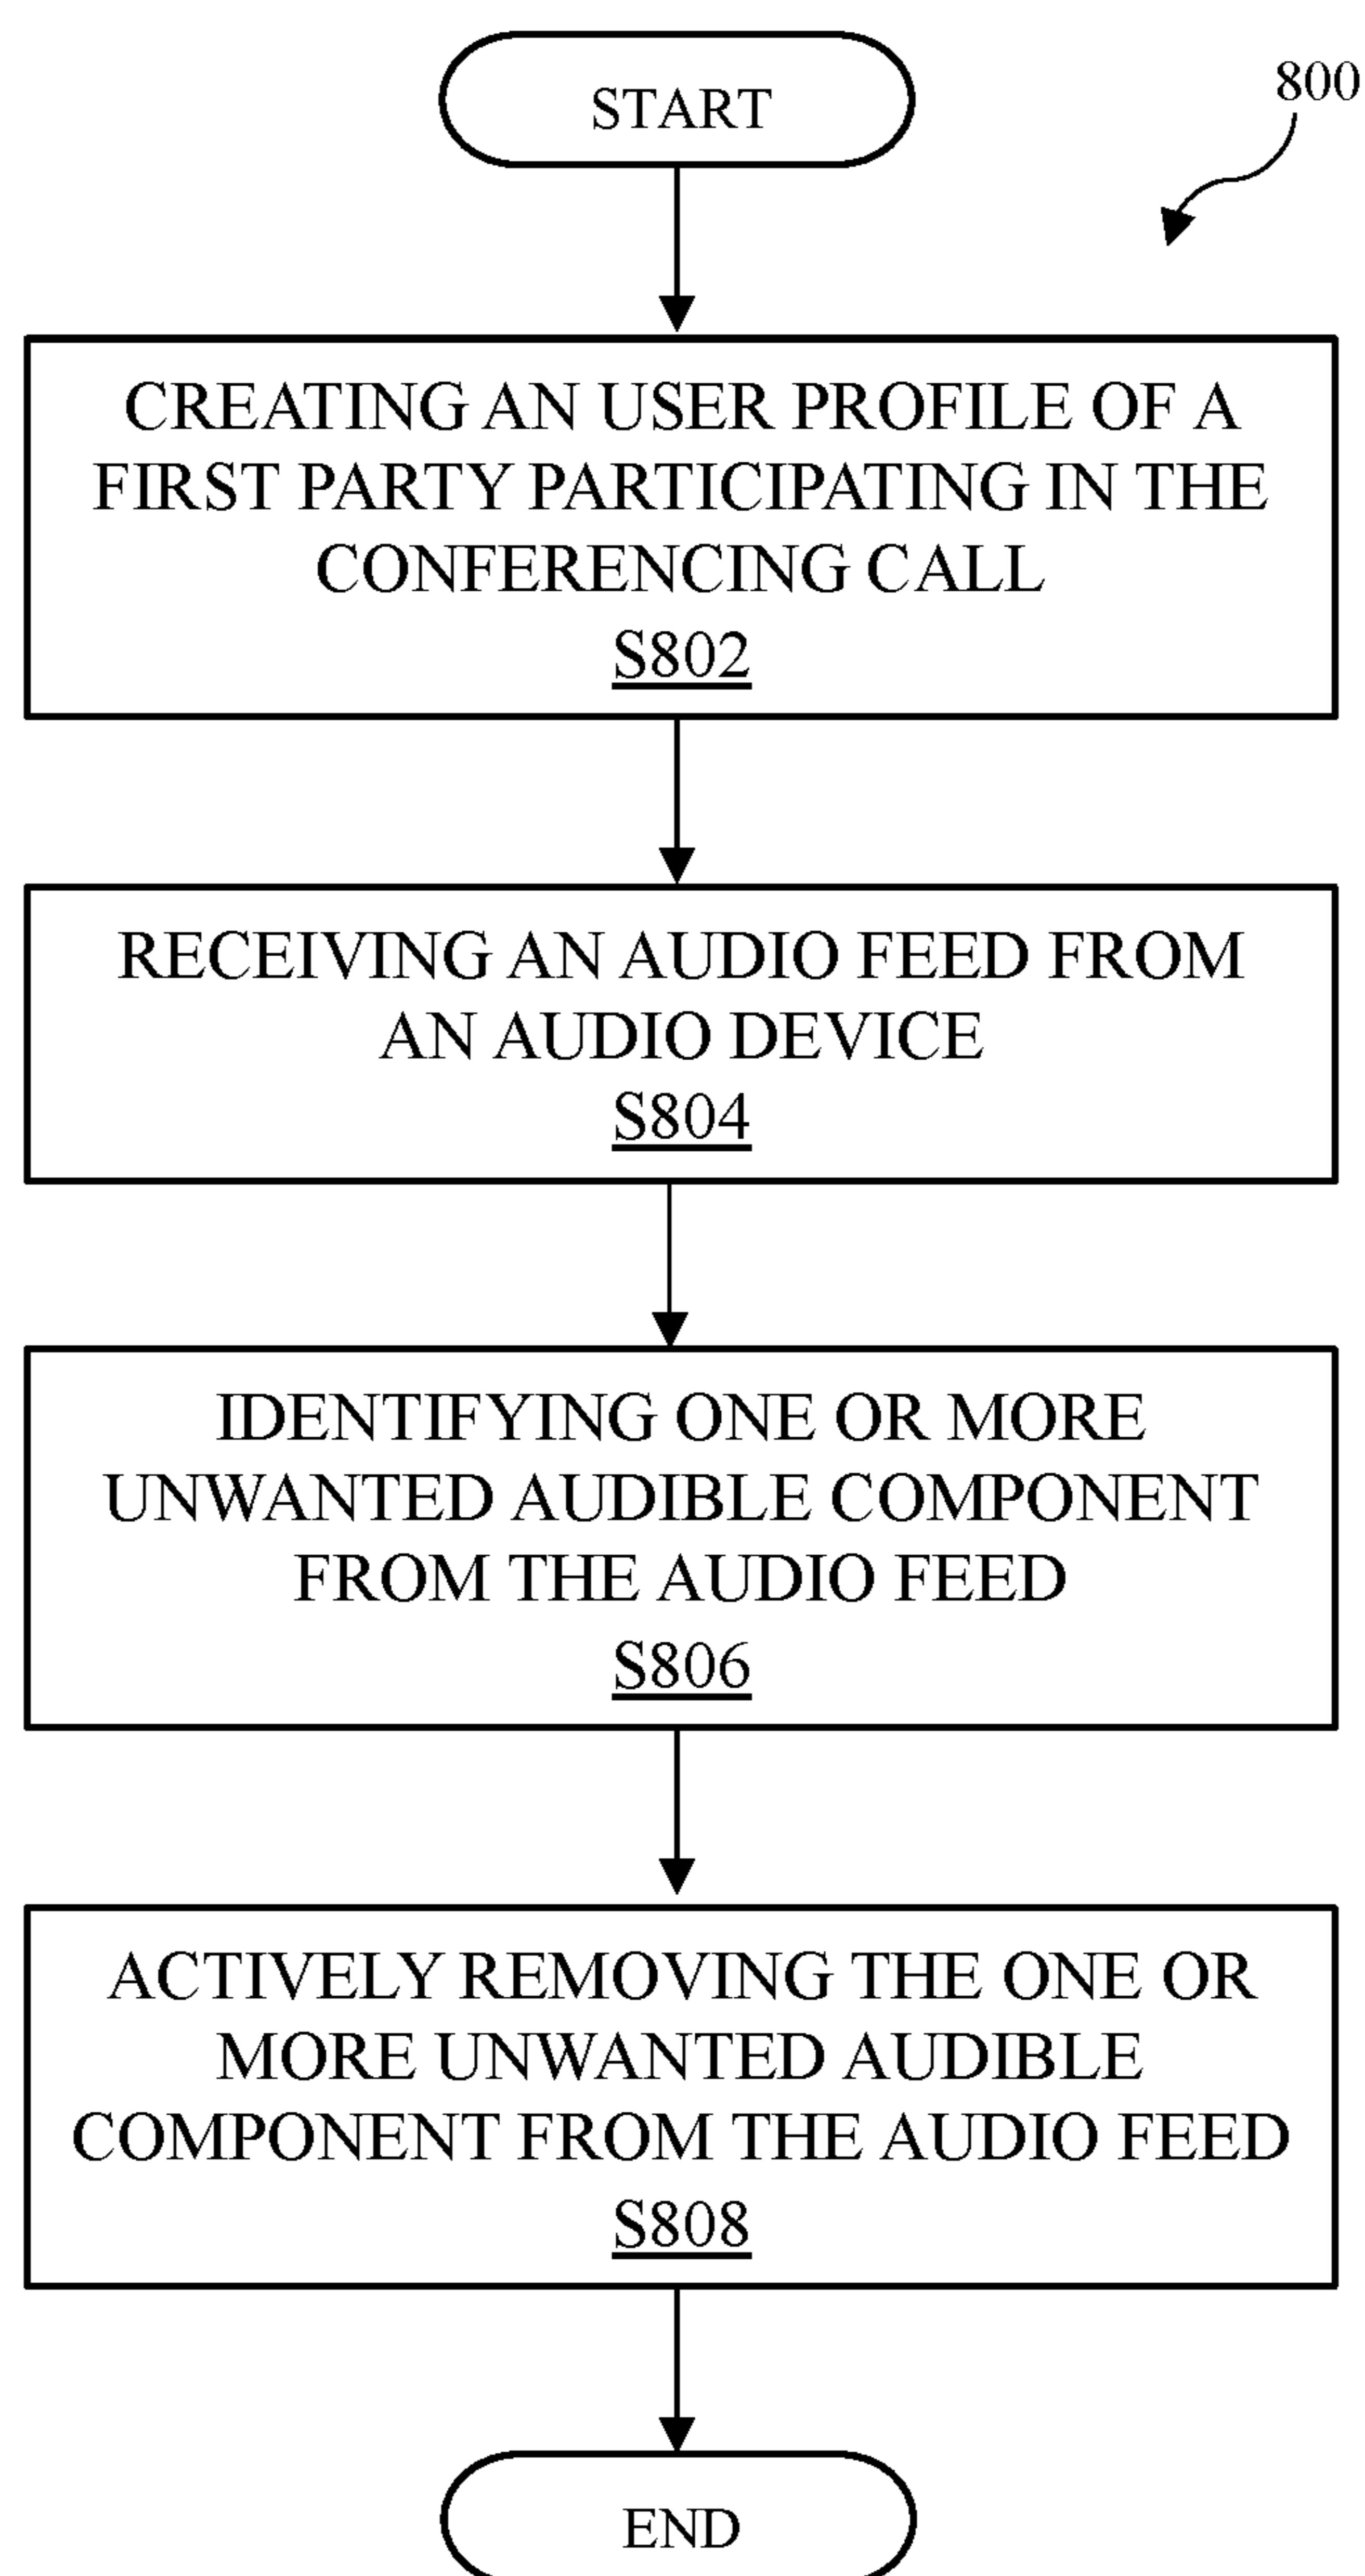 START
800
CREATING AN USER PROFILE OF A
FIRST PARTY PARTICIPATING IN THE
CONFERENCING CALL
S802
RECEIVING AN AUDIO FEED FROM
AN AUDIO DEVICE
S804
IDENTIFYING ONE OR MORE
UNWANTED AUDIBLE COMPONENT
FROM THE AUDIO FEED
S806
ACTIVELY REMOVING THE ONE OR
MORE UNWANTED AUDIBLE
COMPONENT FROM THE AUDIO FEED
S808
END